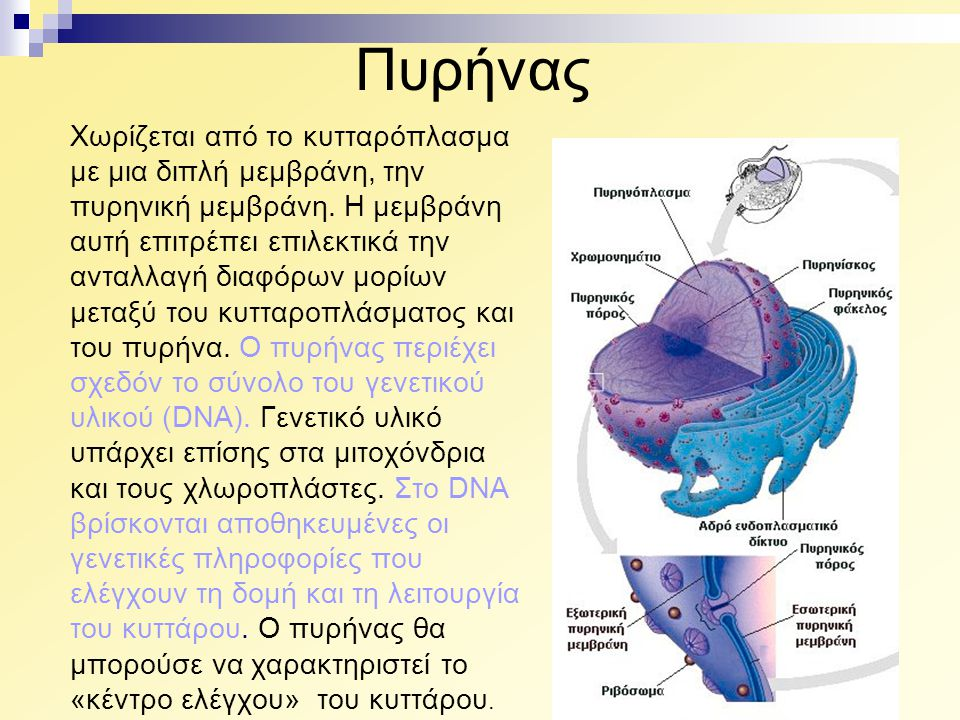 Πυρήνας
Χωρίζεται από το κυτταρόπλασμα
με μια διπλή μεμβράνη, την
πυρηνική μεμβράνη. Η μεμβράνη
αυτή επιτρέπει επιλεκτικά την
ανταλλαγή διαφόρων μορίων
μεταξύ του κυτταροπλάσματος και
του πυρήνα. Ο πυρήνας περιέχει
σχεδόν το σύνολο του γενετικού
υλικού (DNA). Γενετικό υλικό
υπάρχει επίσης στα μιτοχόνδρια
και τους χλωροπλάστες. Στο DNA
βρίσκονται αποθηκευμένες οι
γενετικές πληροφορίες που
ελέγχουν τη δομή και τη λειτουργία
του κυττάρου. Ο πυρήνας θα
μπορούσε να χαρακτηριστεί το
«κέντρο ελέγχου» του κυττάρου.
Πυρηνόπλασμα
Χρωμονημάτιο
Πυρηνίσκος
Πυρηνικός
πόρος
Πυρηνικός
φάκελος
Αδρό ενδοπλασματικό
δίκτυο
Πυρηνικός
πόρος
Εξωτερική
πυρηνική
μεμβράνη
Εσωτερική
πυρηνική
μεμβράνη
Ριβόσωμα